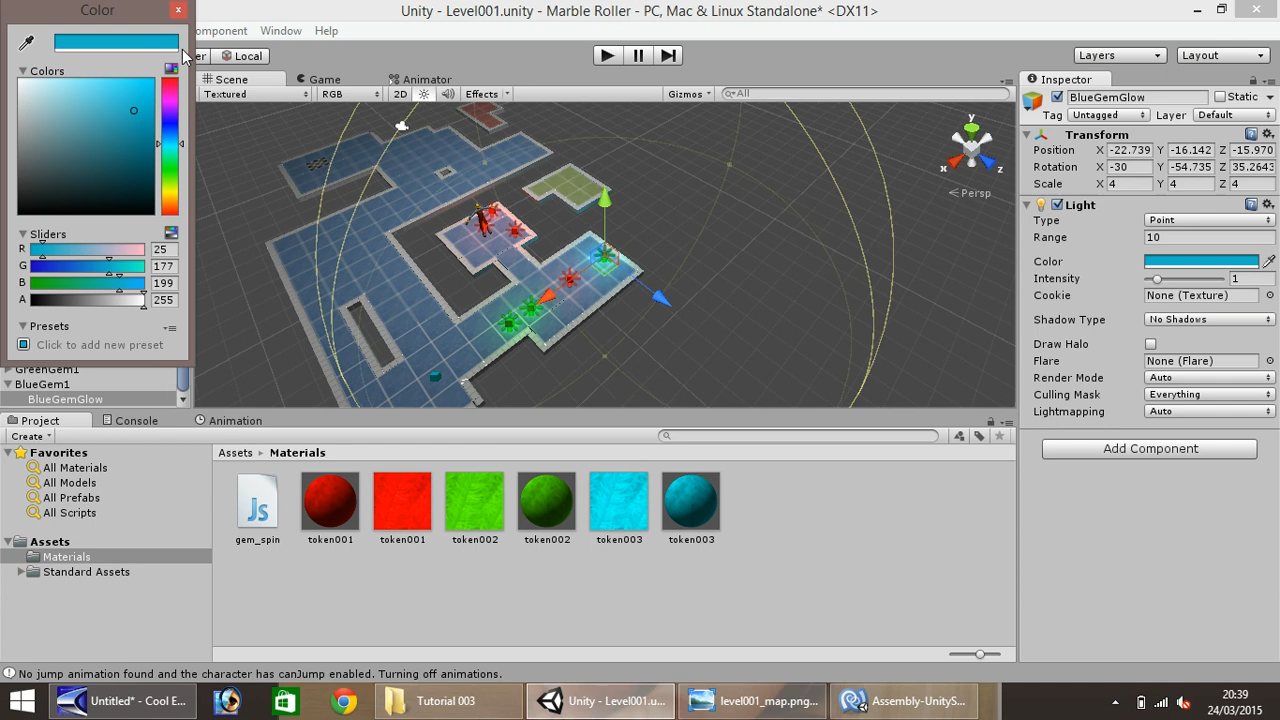 Color
Unity - Level001.unity - Marble Roller - PC, Mac & Linux Standalone* <DX11>
Help
Window
Local
Layers
Layout
Scene
Game
Animator
Textured
RGB
2D
Effects
Gizmos
All
Colors
Sliders
R 25
G 177
B 199
A 255
Presets
Click to add new preset
GreenGem1
BlueGem1
BlueGemGlow
y
x
z
Persp
Inspector
BlueGemGlow
Static
Tag Untagged
Layer Default
Transform
Position X -22.739 Y -16.142 Z -15.970
Rotation X -30 Y -54.735 Z 35.2643
Scale X 4 Y 4 Z 4
Light
Type Point
Range 10
Color
Intensity 1
Cookie None (Texture)
Shadow Type No Shadows
Draw Halo
Flare None (Flare)
Render Mode Auto
Culling Mask Everything
Lightmapping Auto
Add Component
Project
Console
Animation
Create
Favorites
All Materials
All Models
All Prefabs
All Scripts
Assets
Materials
Standard Assets
Assets Materials
Js
gem_spin
token001
token001
token002
token002
token003
token003
No jump animation found and the character has canJump enabled. Turning off animations.
Untitled* - Cool E...
Tutorial 003
Unity - Level001.u...
level001_map.png...
Assembly-UnityS...
20:39
24/03/2015